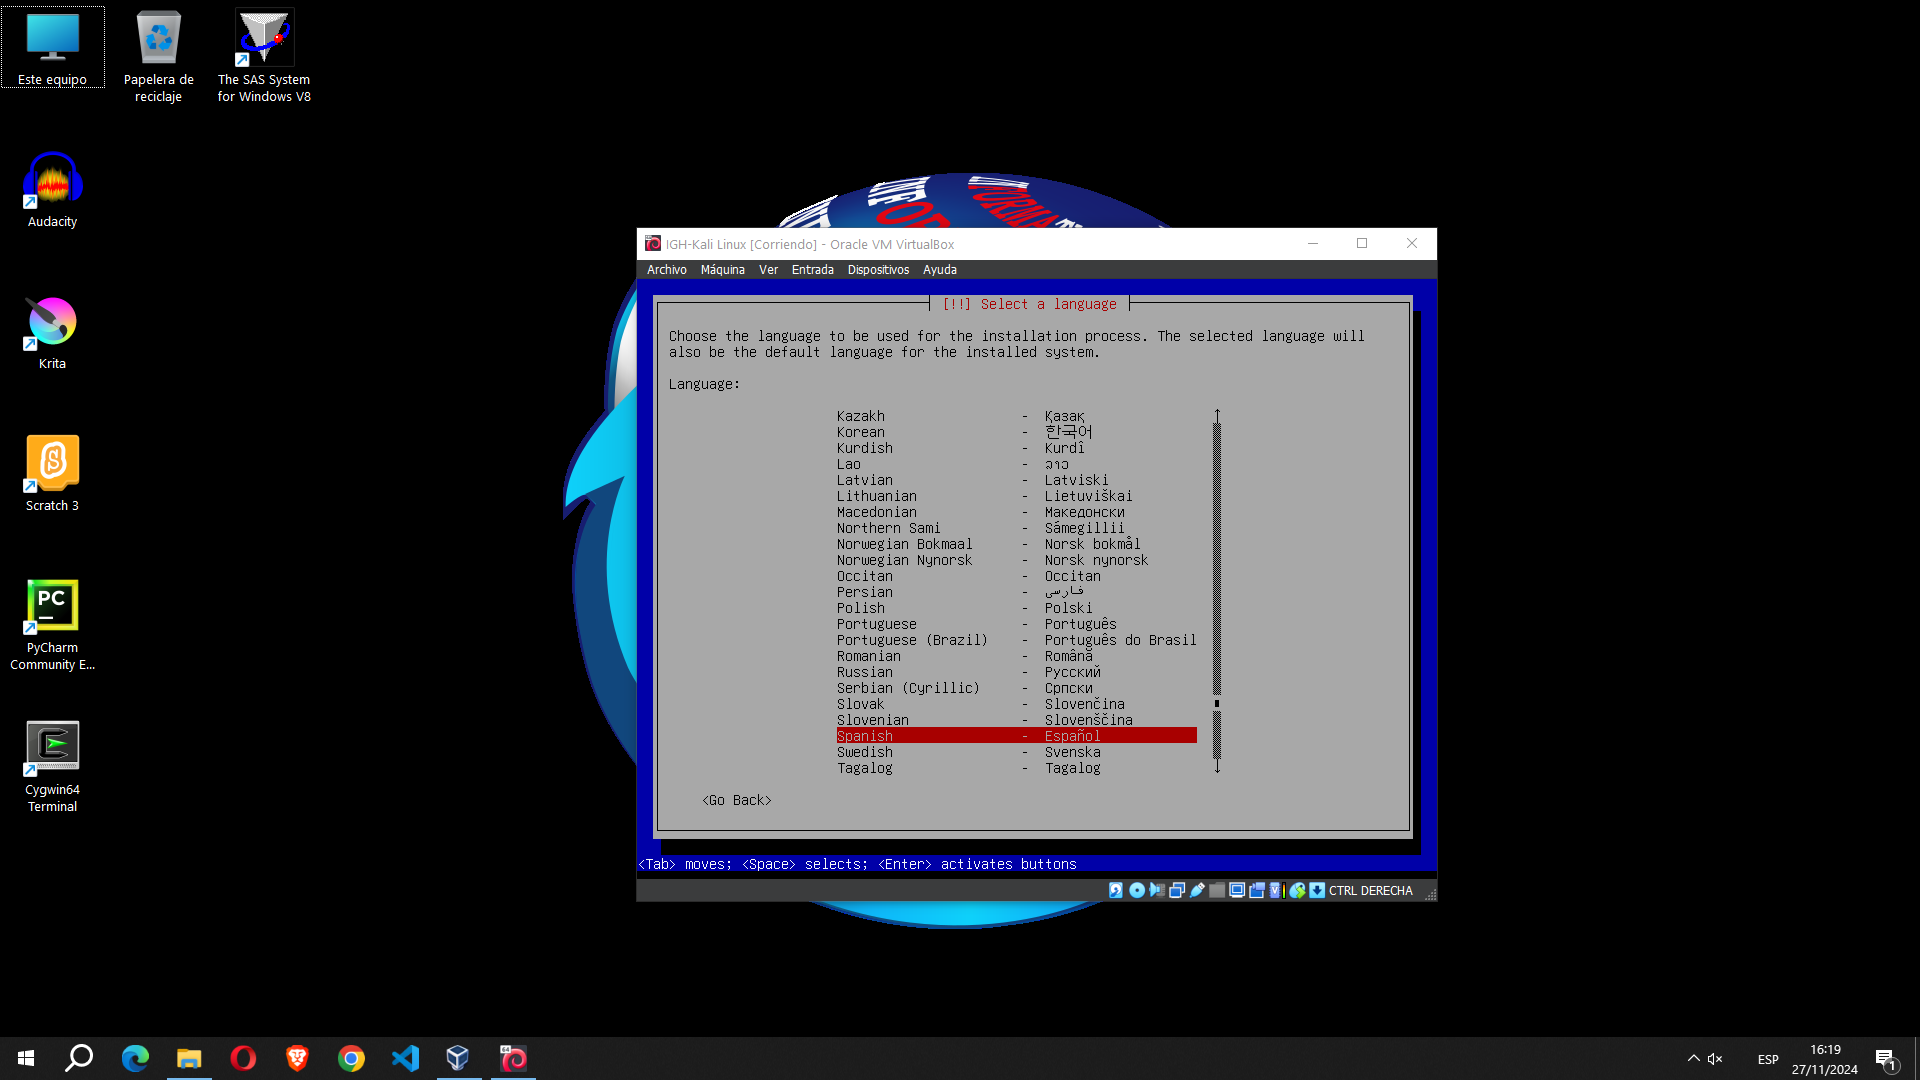 Este equipo
Papelera de
reciclaje
The SAS System
for Windows V8
Audacity
Krita
Scratch 3
PC
PyCharm
Community E...
Cygwin64
Terminal
IGH-Kali Linux [Corriendo] - Oracle VM VirtualBox
Archivo Máquina Ver Entrada Dispositivos Ayuda
[!!] Select a language
Choose the language to be used for the installation process. The selected language will
also be the default language for the installed system.
Language:
Kazakh - Қазақ
Korean - 한국어
Kurdish - Kurdî
Lao - ລາວ
Latvian - Latviski
Lithuanian - Lietuviškai
Macedonian - Македонски
Northern Sami - Sámegillii
Norwegian Bokmaal - Norsk bokmål
Norwegian Nynorsk - Norsk nynorsk
Occitan - Occitan
Persian - فارسی
Polish - Polski
Portuguese - Português
Portuguese (Brazil) - Português do Brasil
Romanian - Română
Russian - Русский
Serbian (Cyrillic) - Српски
Slovak - Slovenčina
Slovenian - Slovenščina
Spanish - Español
Swedish - Svenska
Tagalog - Tagalog
<Go Back>
<Tab> moves; <Space> selects; <Enter> activates buttons
CTRL DERECHA
ESP
16:19
27/11/2024
1